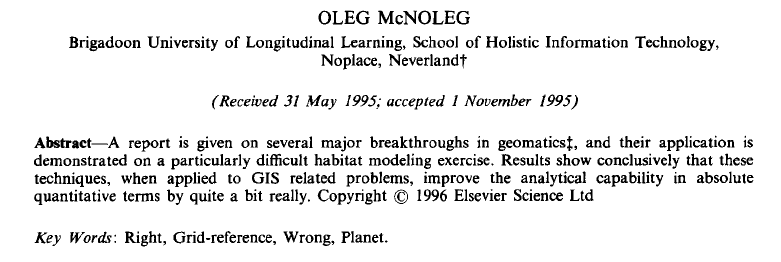 OLEG McNOLEG
Brigadoon University of Longitudinal Learning, School of Holistic Information Technology,
Noplace, Neverland†
(Received 31 May 1995; accepted 1 November 1995)
Abstract—A report is given on several major breakthroughs in geomatics‡, and their application is
demonstrated on a particularly difficult habitat modeling exercise. Results show conclusively that these
techniques, when applied to GIS related problems, improve the analytical capability in absolute
quantitative terms by quite a bit really. Copyright © 1996 Elsevier Science Ltd
Key Words: Right, Grid-reference, Wrong, Planet.